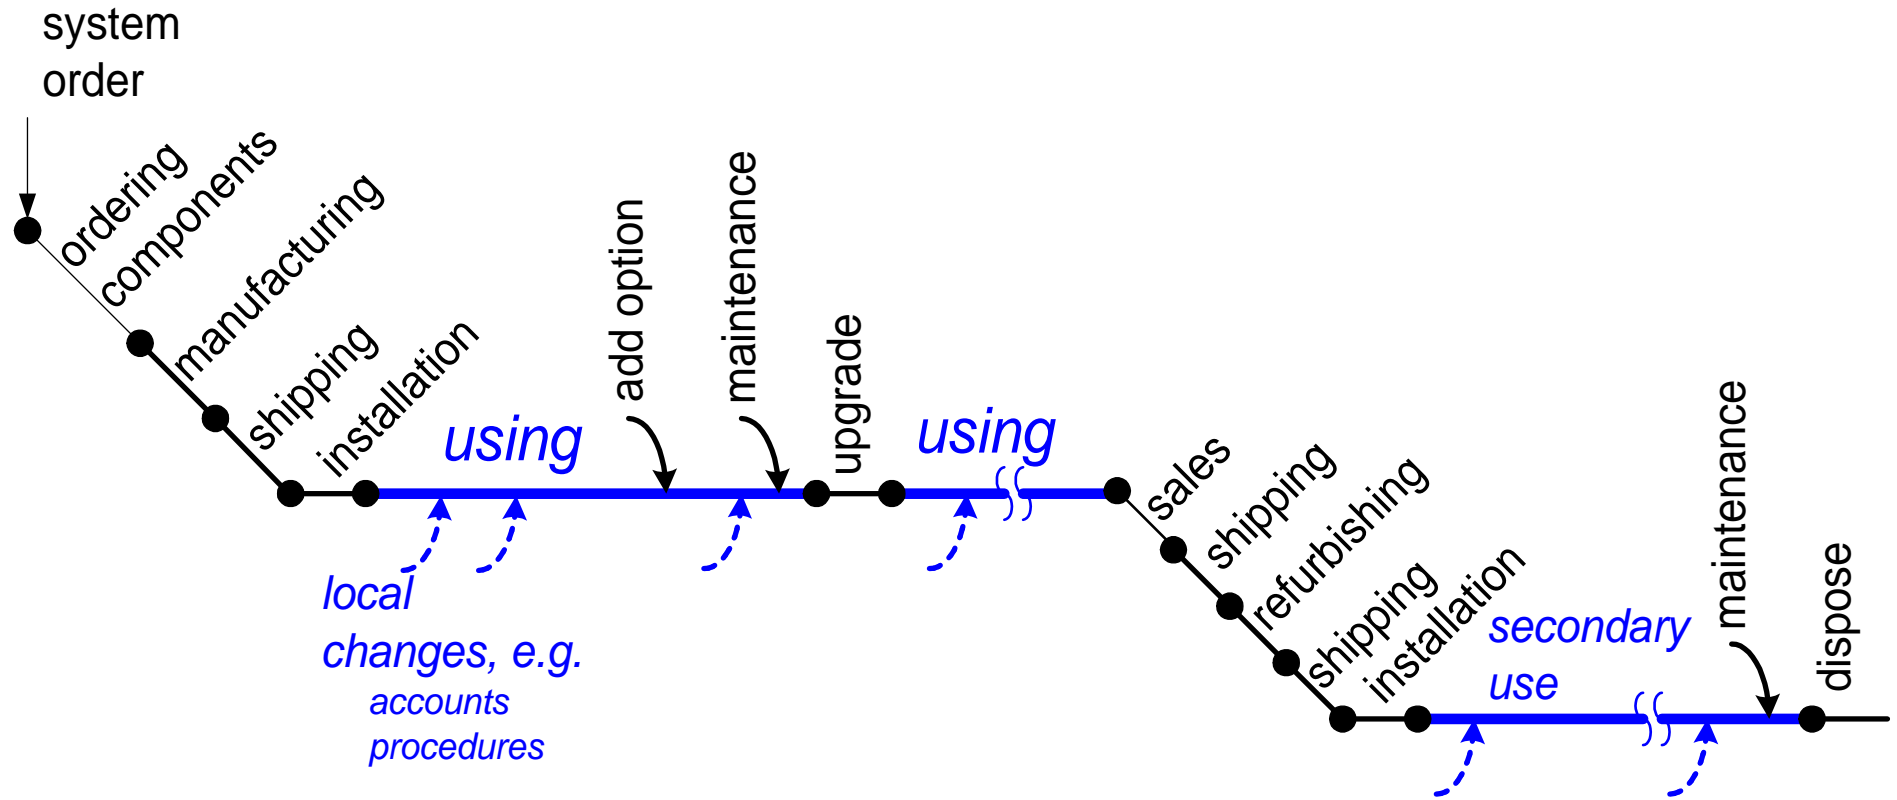 system
order
ordering
components
manufacturing
shipping
installation
using
add option
maintenance
upgrade
using
sales
shipping
refurbishing
shipping
installation
secondary
use
maintenance
dispose
local
changes, e.g.
accounts
procedures